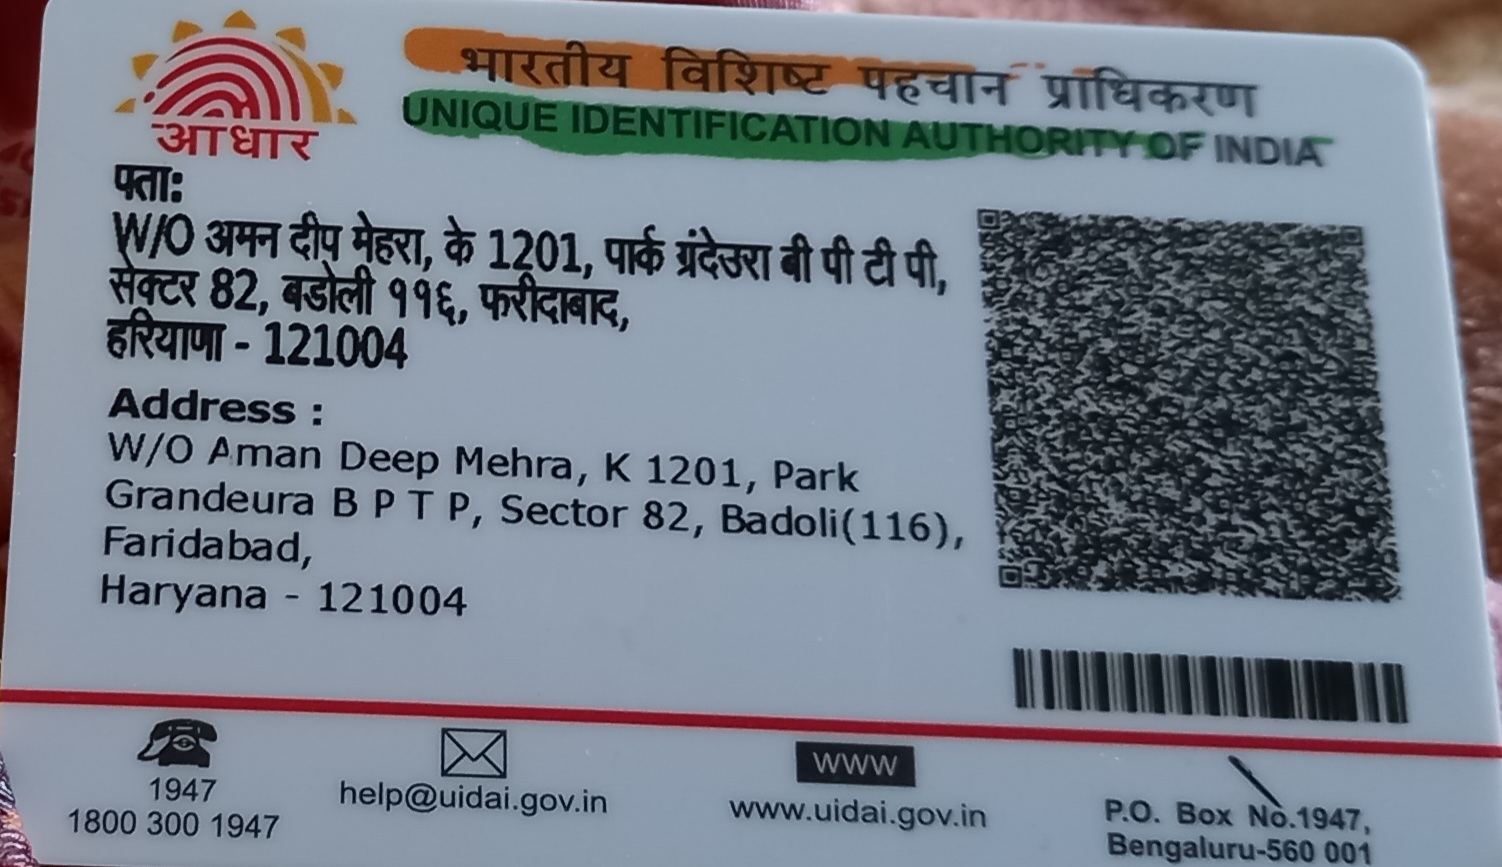 आधार
भारतीय विशिष्ट पहचान प्राधिकरण
UNIQUE IDENTIFICATION AUTHORITY OF INDIA
पता:
W/O अमन दीप मेहरा, के 1201, पार्क ग्रंदेउरा बी पी टी पी,
सेक्टर 82, बडोली ११६, फरीदाबाद,
हरियाणा - 121004
Address :
W/O Aman Deep Mehra, K 1201, Park
Grandeura B P T P, Sector 82, Badoli(116),
Faridabad,
Haryana - 121004
1947
1800 300 1947
help@uidai.gov.in
www
www.uidai.gov.in
P.O. Box No.1947,
Bengaluru-560 001